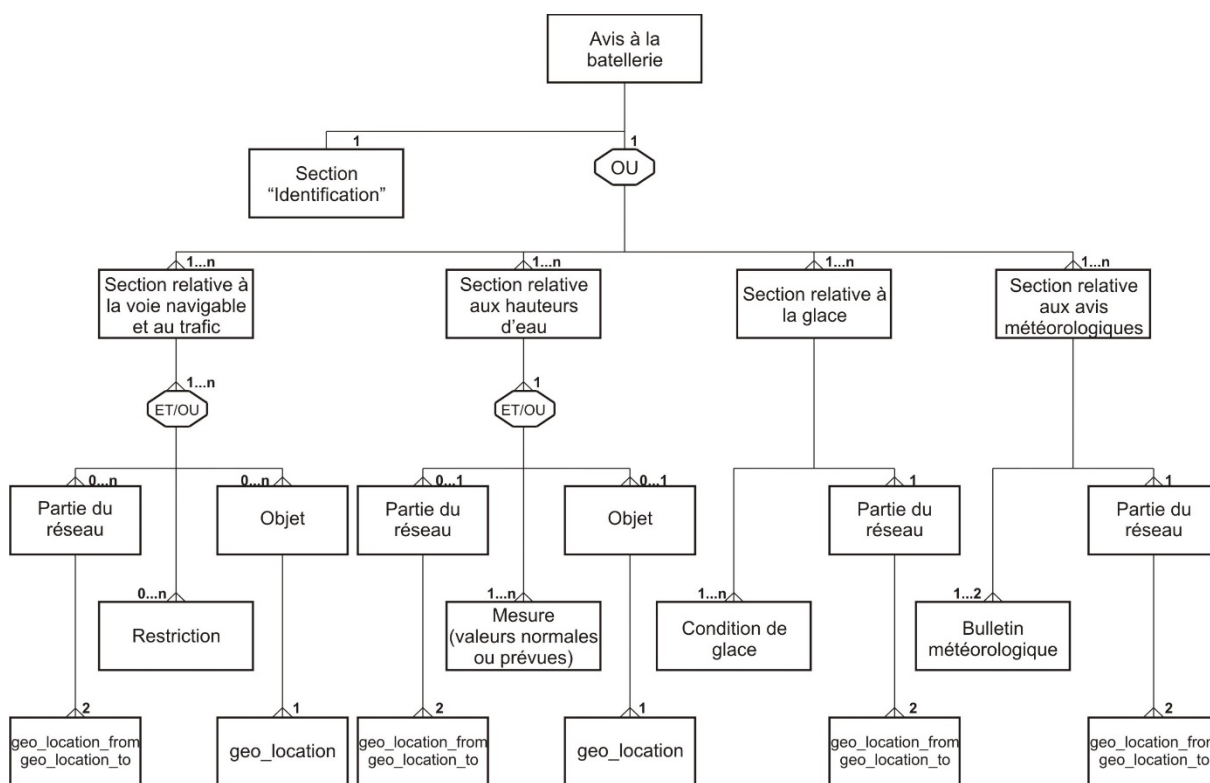 Avis à la
batellerie
1
1
Section
“Identification”
OU
1...n
1...n
1...n
1...n
Section relative à
la voie navigable
et au trafic
Section relative
aux hauteurs
d’eau
Section relative à
la glace
Section relative
aux avis
météorologiques
1...n
1
ET/OU
ET/OU
0...n
0...n
0...1
0...1
1
1
Partie du
réseau
Objet
Partie du
réseau
Objet
Partie du
réseau
Partie du
réseau
0...n
1...n
1...n
1...2
Restriction
Mesure
(valeurs normales
ou prévues)
Condition de
glace
Bulletin
météorologique
2
1
2
1
2
2
geo_location_from
geo_location_to
geo_location
geo_location_from
geo_location_to
geo_location
geo_location_from
geo_location_to
geo_location_from
geo_location_to